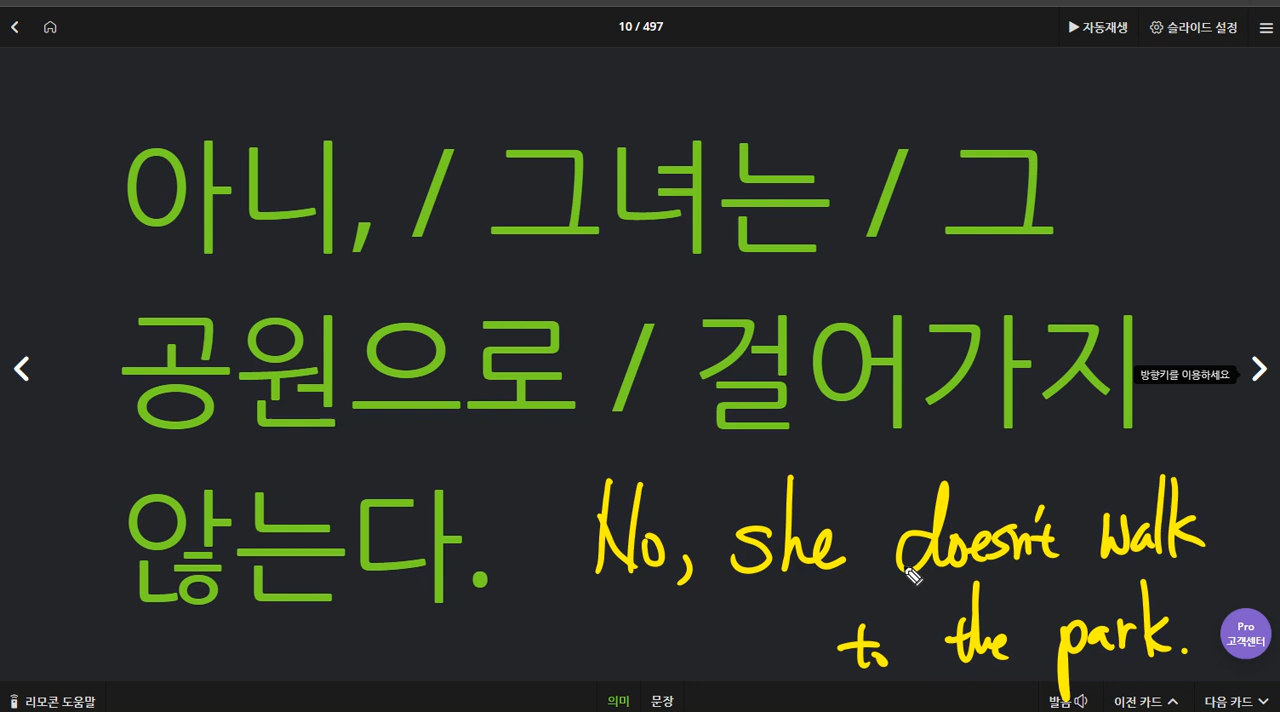 10 / 497
자동재생
슬라이드 설정
아니, / 그녀는 / 그
공원으로 / 걸어가지
방향키를 이용하세요
않는다.
No, she doesn't walk
to the park.
Pro
고객센터
리모콘 도움말
의미
문장
발음
이전 카드
다음 카드